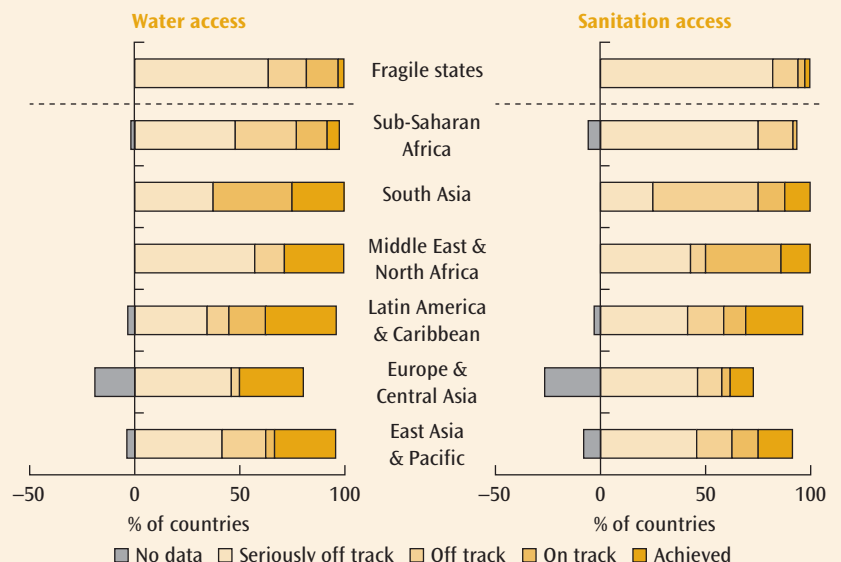 Water access
Sanitation access
Fragile states
Sub-Saharan
Africa
South Asia
Middle East &
North Africa
Latin America
& Caribbean
Europe &
Central Asia
East Asia
& Pacific
–50 0 50 100
–50 0 50 100
% of countries
% of countries
No data Seriously off track Off track On track Achieved